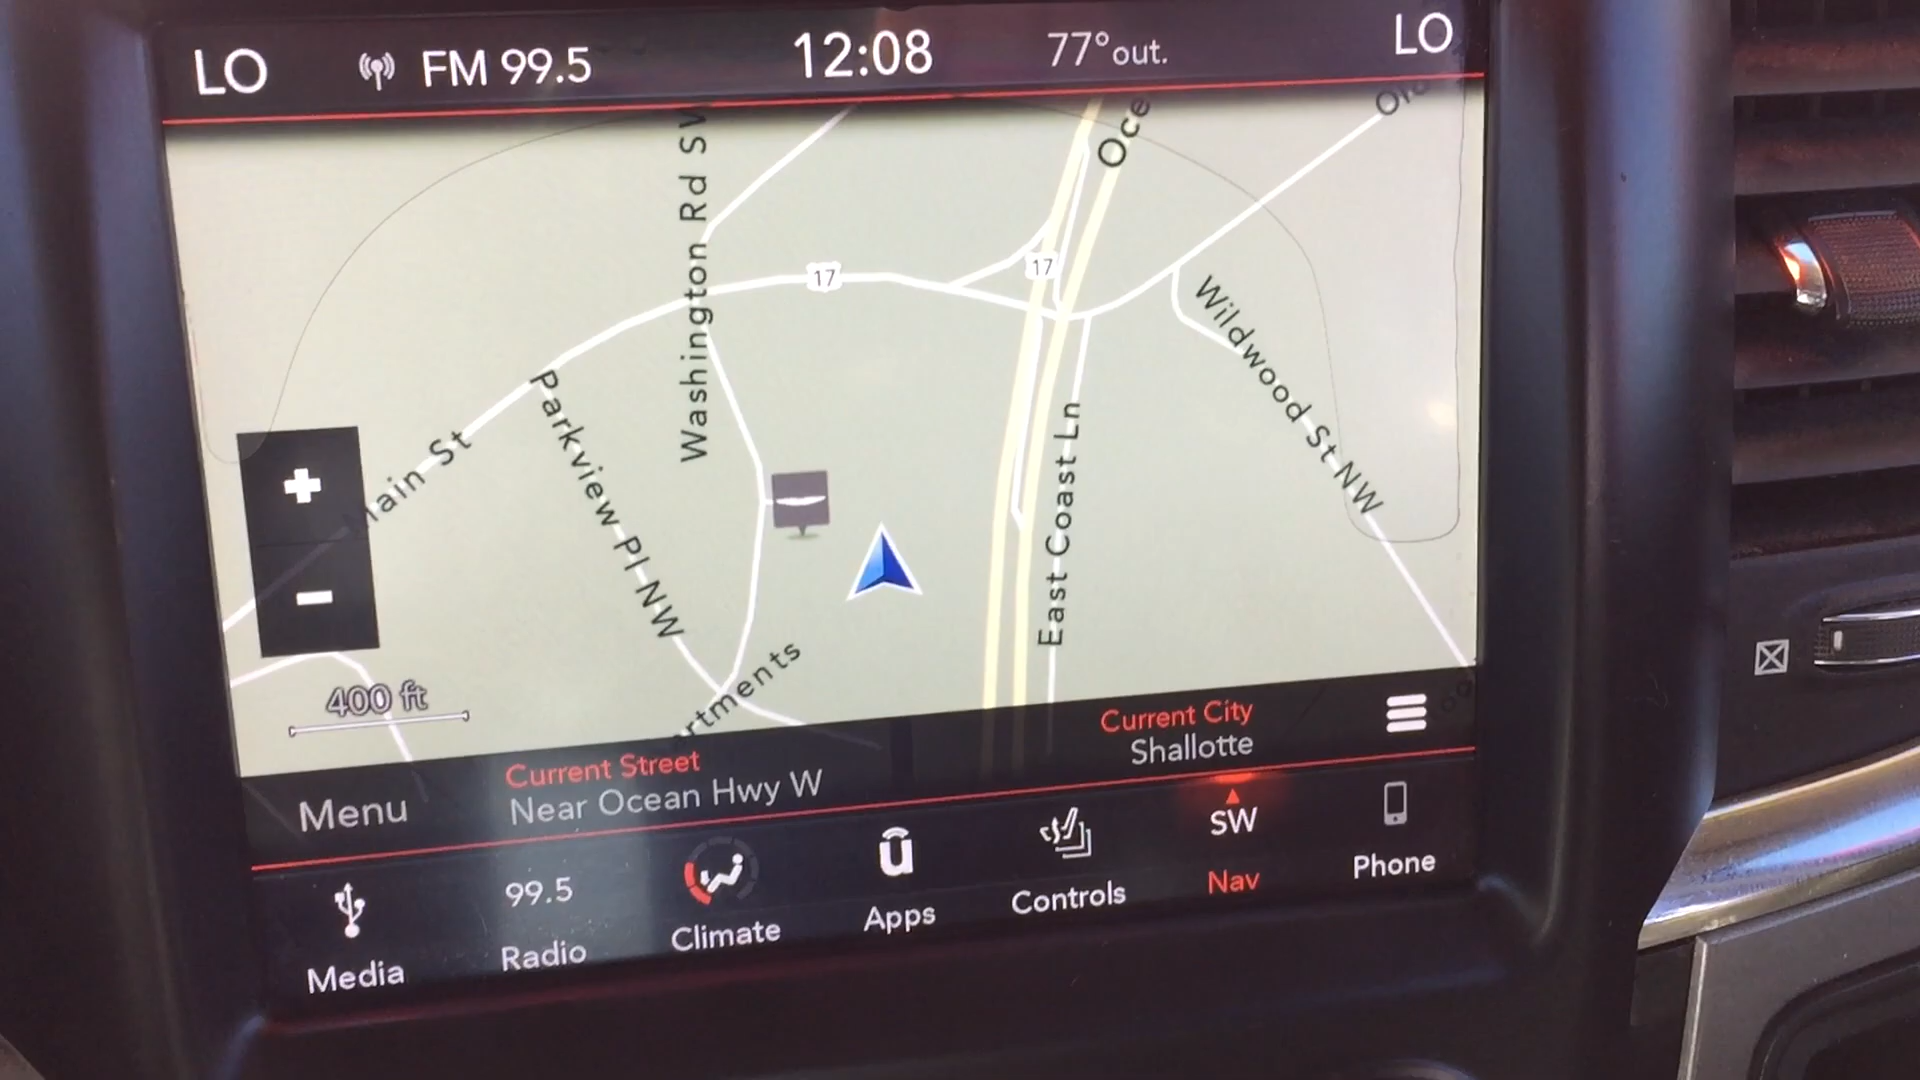 LO
FM 99.5
12:08
77°out.
LO
Washington Rd SW
Oce
17
17
Wildwood St NW
Parkview Pl NW
Main St
East Coast Ln
rtments
400 ft
Current City
Shallotte
Current Street
Near Ocean Hwy W
Menu
SW
99.5
Media
Radio
Climate
Apps
Controls
Nav
Phone